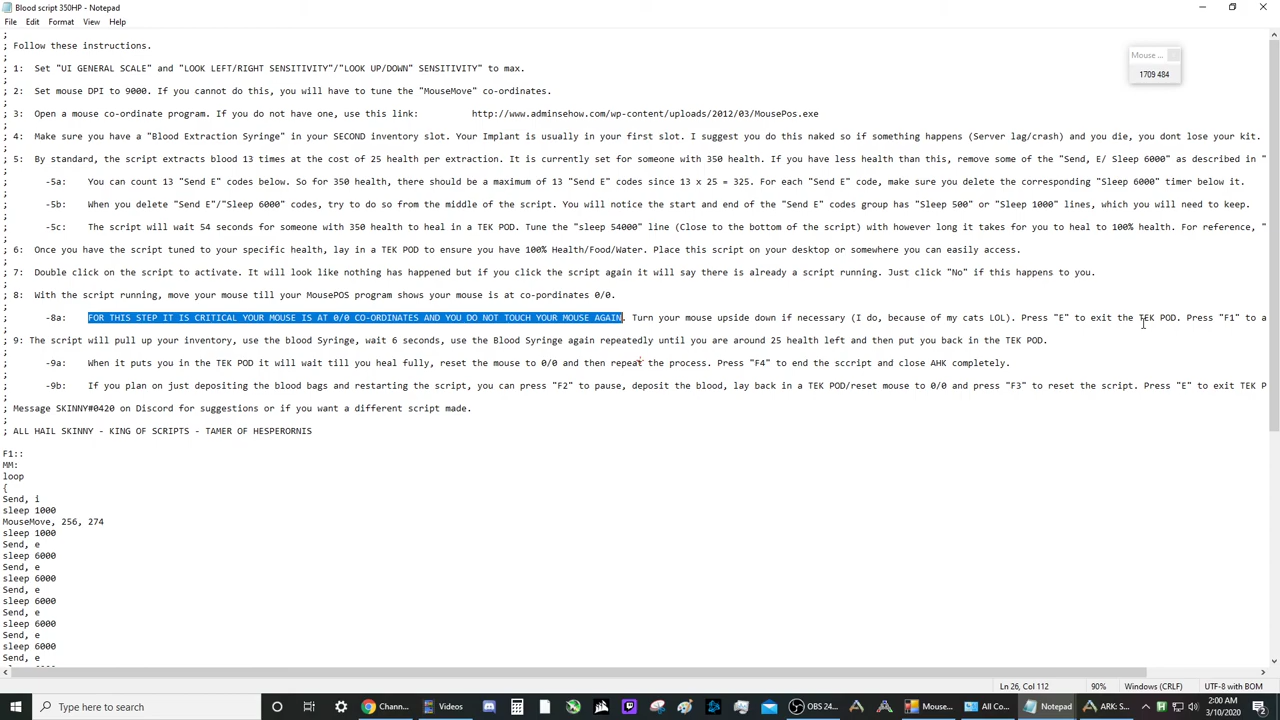 Blood script 350HP - Notepad
File Edit Format View Help
;
; Follow these instructions.
;
; 1: Set "UI GENERAL SCALE" and "LOOK LEFT/RIGHT SENSITIVITY"/"LOOK UP/DOWN" SENSITIVITY" to max.
;
; 2: Set mouse DPI to 9000. If you cannot do this, you will have to tune the "MouseMove" co-ordinates.
;
; 3: Open a mouse co-ordinate program. If you do not have one, use this link: http://www.adminsehow.com/wp-content/uploads/2012/03/MousePos.exe
;
; 4: Make sure you have a "Blood Extraction Syringe" in your SECOND inventory slot. Your Implant is usually in your first slot. I suggest you do this naked so if something happens (Server lag/crash) and you die, you dont lose your kit.
;
; 5: By standard, the script extracts blood 13 times at the cost of 25 health per extraction. It is currently set for someone with 350 health. If you have less health than this, remove some of the "Send, E/ Sleep 6000" as described in "
;
; -5a: You can count 13 "Send E" codes below. So for 350 health, there should be a maximum of 13 "Send E" codes since 13 x 25 = 325. For each "Send E" code, make sure you delete the corresponding "Sleep 6000" timer below it.
;
; -5b: When you delete "Send E"/"Sleep 6000" codes, try to do so from the middle of the script. You will notice the start and end of the "Send E" codes group has "Sleep 500" or "Sleep 1000" lines, which you will need to keep.
;
; -5c: The script will wait 54 seconds for someone with 350 health to heal in a TEK POD. Tune the "sleep 54000" line (Close to the bottom of the script) with however long it takes for you to heal to 100% health. For reference, "
;
; 6: Once you have the script tuned to your specific health, lay in a TEK POD to ensure you have 100% Health/Food/Water. Place this script on your desktop or somewhere you can easily access.
;
; 7: Double click on the script to activate. It will look like nothing has happened but if you click the script again it will say there is already a script running. Just click "No" if this happens to you.
;
; 8: With the script running, move your mouse till your MousePOS program shows your mouse is at co-pordinates 0/0.
;
; -8a: FOR THIS STEP IT IS CRITICAL YOUR MOUSE IS AT 0/0 CO-ORDINATES AND YOU DO NOT TOUCH YOUR MOUSE AGAIN. Turn your mouse upside down if necessary (I do, because of my cats LOL). Press "E" to exit the TEK POD. Press "F1" to a
;
; 9: The script will pull up your inventory, use the blood Syringe, wait 6 seconds, use the Blood Syringe again repeatedly until you are around 25 health left and then put you back in the TEK POD.
;
; -9a: When it puts you in the TEK POD it will wait till you heal fully, reset the mouse to 0/0 and then repeat the process. Press "F4" to end the sccript and close AHK completely.
;
; -9b: If you plan on just depositing the blood bags and restarting the script, you can press "F2" to pause, deposit the blood, lay back in a TEK POD/reset mouse to 0/0 and press "F3" to reset the script. Press "E" to exit TEK P
;
; Message SKINNY#0420 on Discord for suggestions or if you want a different script made.
;
; ALL HAIL SKINNY - KING OF SCRIPTS - TAMER OF HESPERORNIS
F1::
MM:
loop
{
Send, i
sleep 1000
MouseMove, 256, 274
sleep 1000
Send, e
sleep 6000
Send, e
sleep 6000
Send, e
sleep 6000
Send, e
sleep 6000
Send, e
sleep 6000
Send, e
Mouse ...
1709 484
Ln 26, Col 112 90% Windows (CRLF) UTF-8 with BOM
Type here to search
Chann... Videos OBS 24... Mouse... All Co... Notepad ARK: S...
2:00 AM
3/10/2020